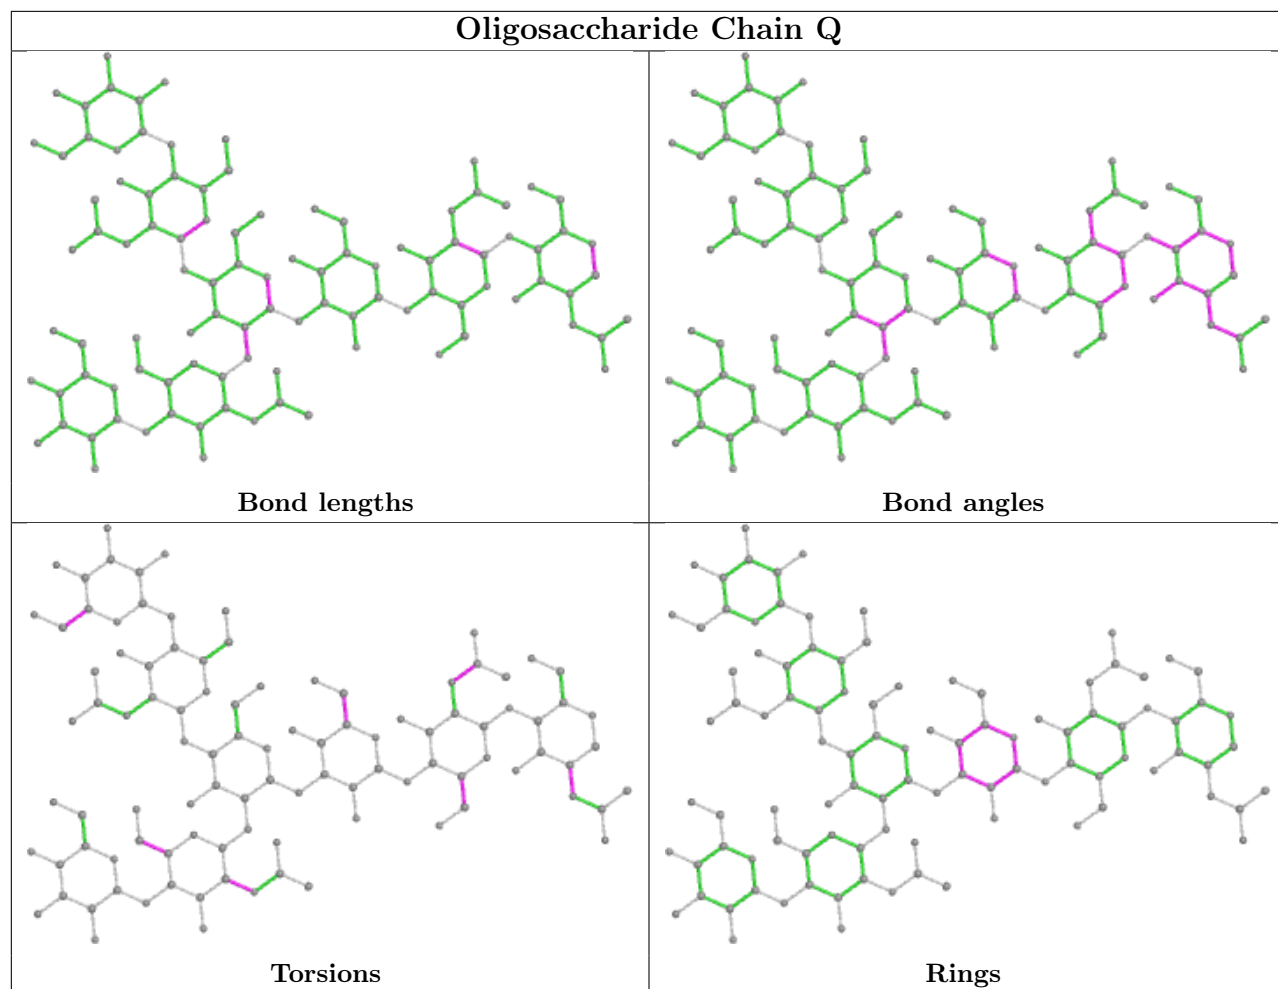 Oligosaccharide Chain Q
Bond lengths
Bond angles
Torsions
Rings